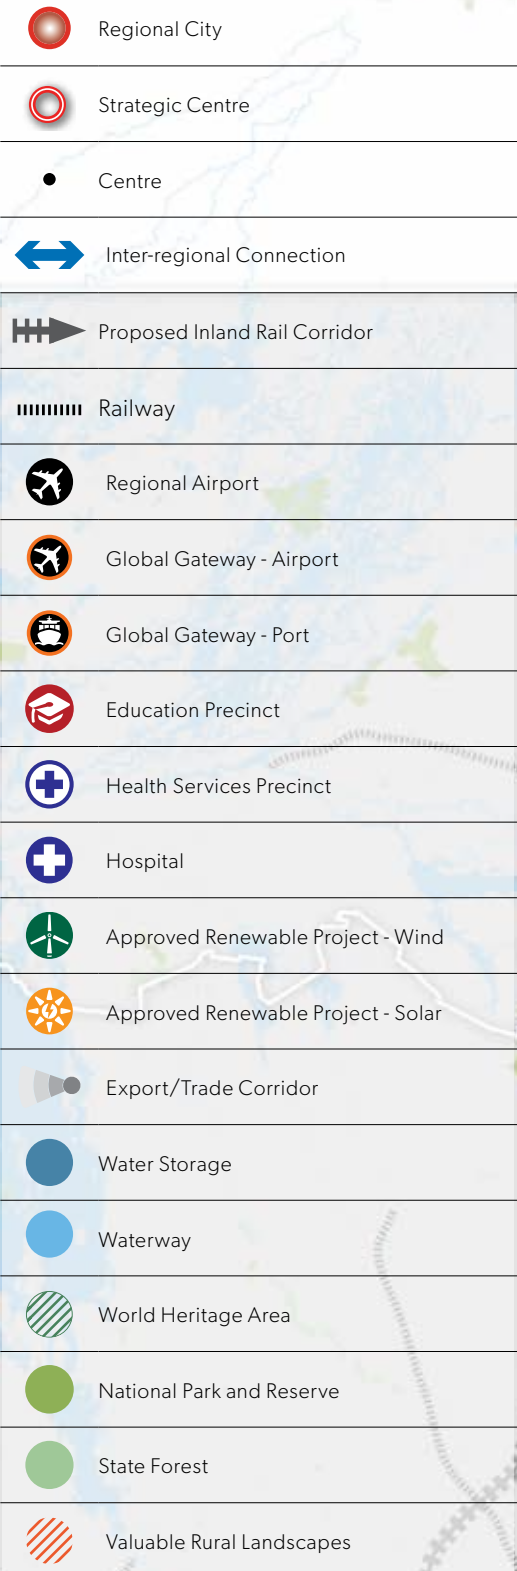 Regional City
Strategic Centre
Centre
Inter-regional Connection
Proposed Inland Rail Corridor
Railway
Regional Airport
Global Gateway - Airport
Global Gateway - Port
Education Precinct
Health Services Precinct
Hospital
Approved Renewable Project - Wind
Approved Renewable Project - Solar
Export/Trade Corridor
Water Storage
Waterway
World Heritage Area
National Park and Reserve
State Forest
Valuable Rural Landscapes